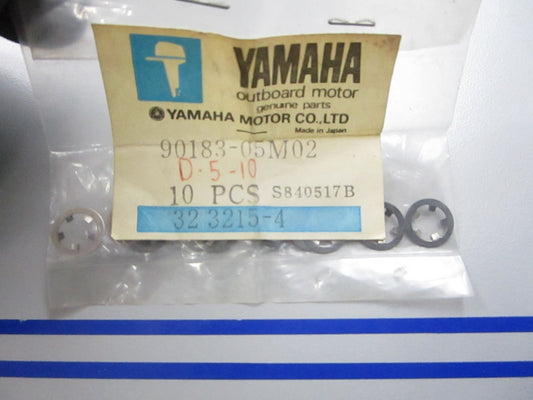 YAMAHA
outboard motor
genuine parts
YAMAHA MOTOR CO.,LTD
Made in Japan
90183-05M02
D.5-10
10 PCS S840517B
32 3215-4